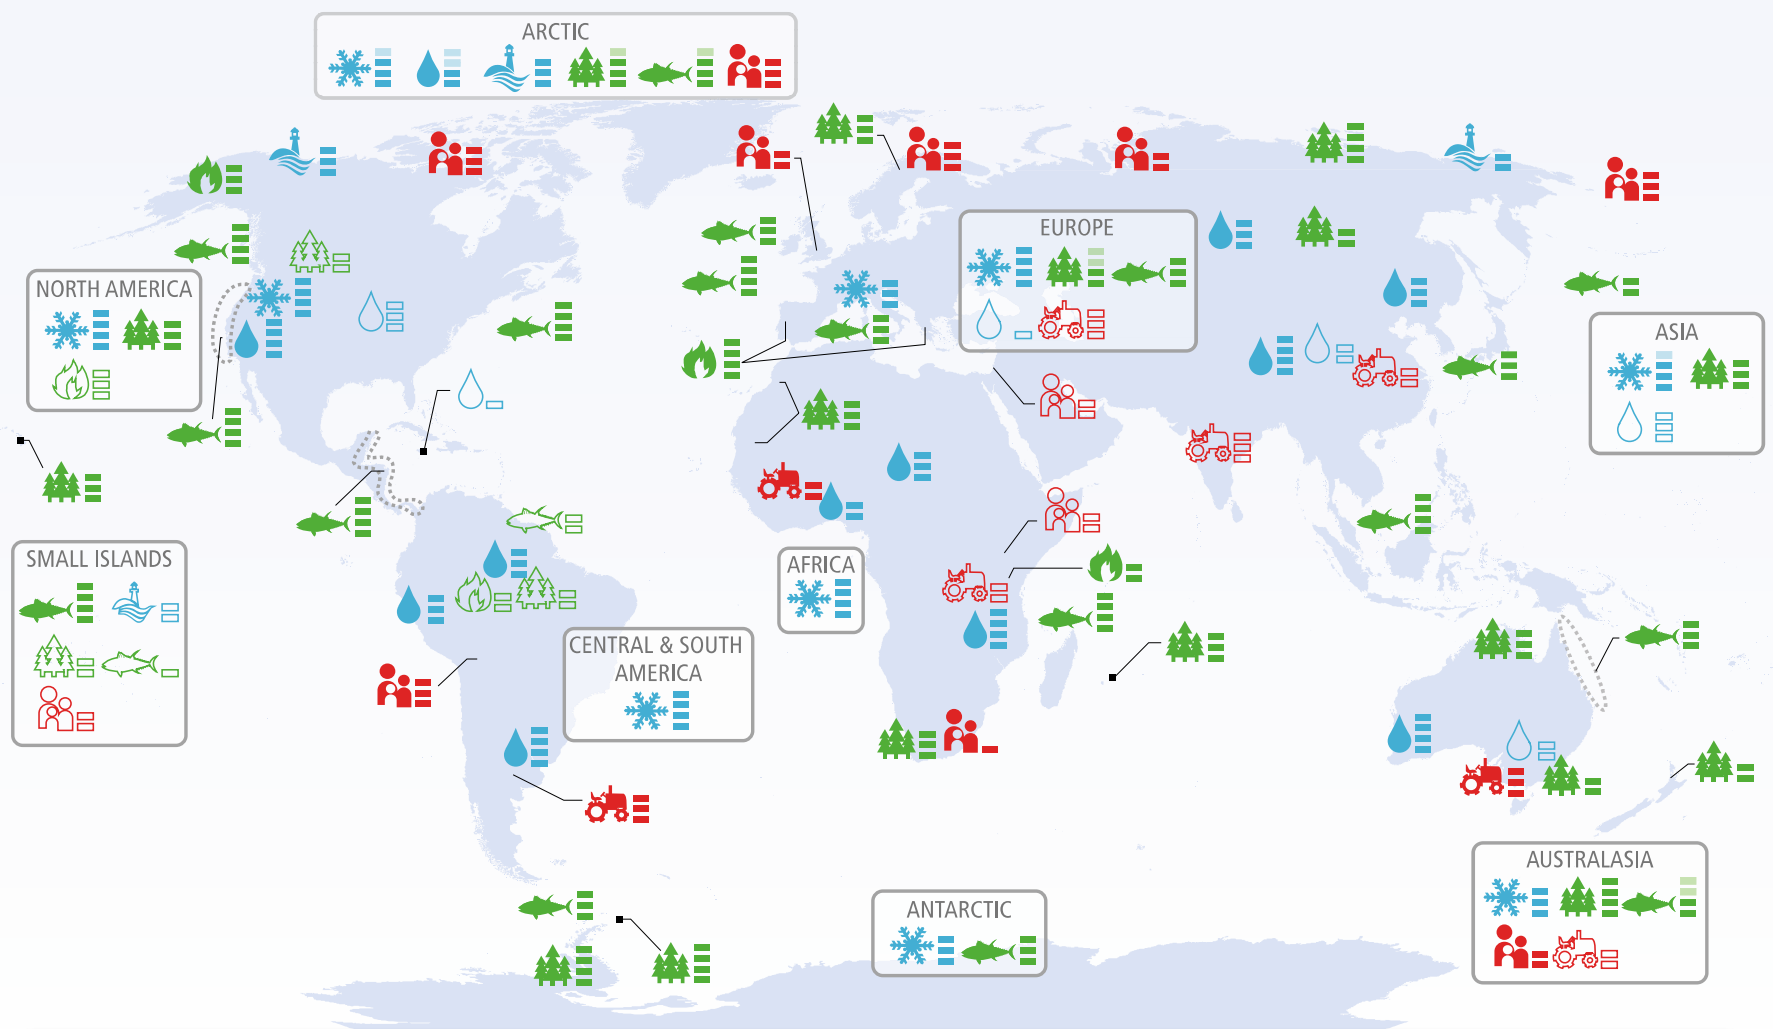 ARCTIC
EUROPE
NORTH AMERICA
ASIA
SMALL ISLANDS
AFRICA
CENTRAL & SOUTH
AMERICA
AUSTRALASIA
ANTARCTIC